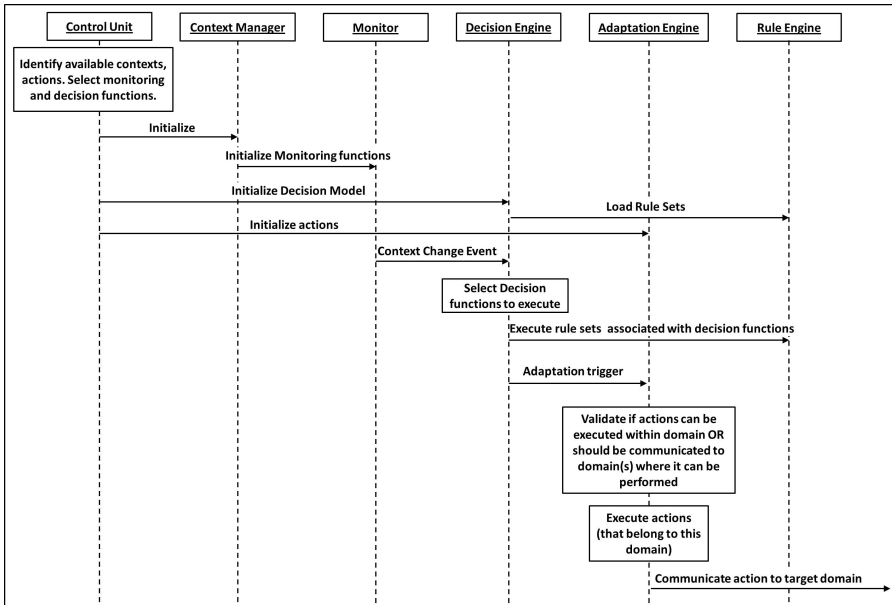 Control Unit
Context Manager
Monitor
Decision Engine
Adaptation Engine
Rule Engine
Identify available contexts,
actions. Select monitoring
and decision functions.
Initialize
Initialize Monitoring functions
Initialize Decision Model
Load Rule Sets
Initialize actions
Context Change Event
Select Decision
functions to execute
Execute rule sets associated with decision functions
Adaptation trigger
Validate if actions can be
executed within domain OR
should be communicated to
domain(s) where it can be
performed
Execute actions
(that belong to this
domain)
Communicate action to target domain